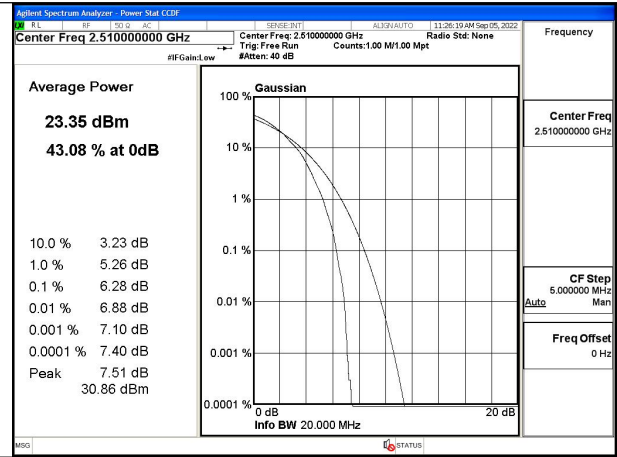 Agilent Spectrum Analyzer - Power Stat CCDF
RL RF 50 Ω AC SENSE:INT ALIGN AUTO 11:26:19 AM Sep 05, 2022
Center Freq 2.510000000 GHz
Center Freq: 2.510000000 GHz Radio Std: None
Trig: Free Run Counts:1.00 M/1.00 Mpt
#IFGain:Low #Atten: 40 dB
Frequency
Average Power
23.35 dBm
43.08 % at 0dB
10.0 % 3.23 dB
1.0 % 5.26 dB
0.1 % 6.28 dB
0.01 % 6.88 dB
0.001 % 7.10 dB
0.0001 % 7.40 dB
Peak 7.51 dB
30.86 dBm
Gaussian
100 %
10 %
1 %
0.1 %
0.01 %
0.001 %
0.0001 %
0 dB 20 dB
Info BW 20.000 MHz
Center Freq
2.510000000 GHz
CF Step
5.000000 MHz
Auto Man
Freq Offset
0 Hz
MSG STATUS